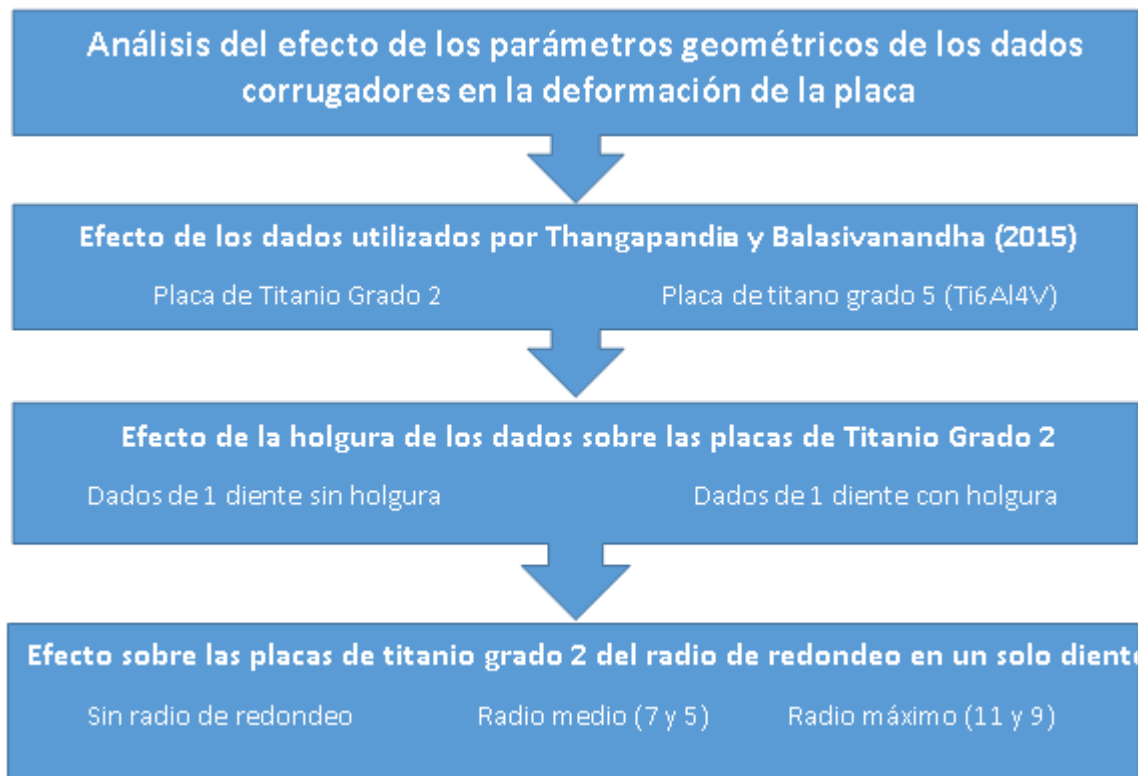 Análisis del efecto de los parámetros geométricos de los dados
corrugadores en la deformación de la placa
Efecto de los dados utilizados por Thangapandia y Balasivanandha (2015)
Placa de Titanio Grado 2 Placa de titano grado 5 (Ti6Al4V)
Efecto de la holgura de los dados sobre las placas de Titanio Grado 2
Dados de 1 diente sin holgura Dados de 1 diente con holgura
Efecto sobre las placas de titanio grado 2 del radio de redondeo en un solo diente
Sin radio de redondeo Radio medio (7 y 5) Radio máximo (11 y 9)